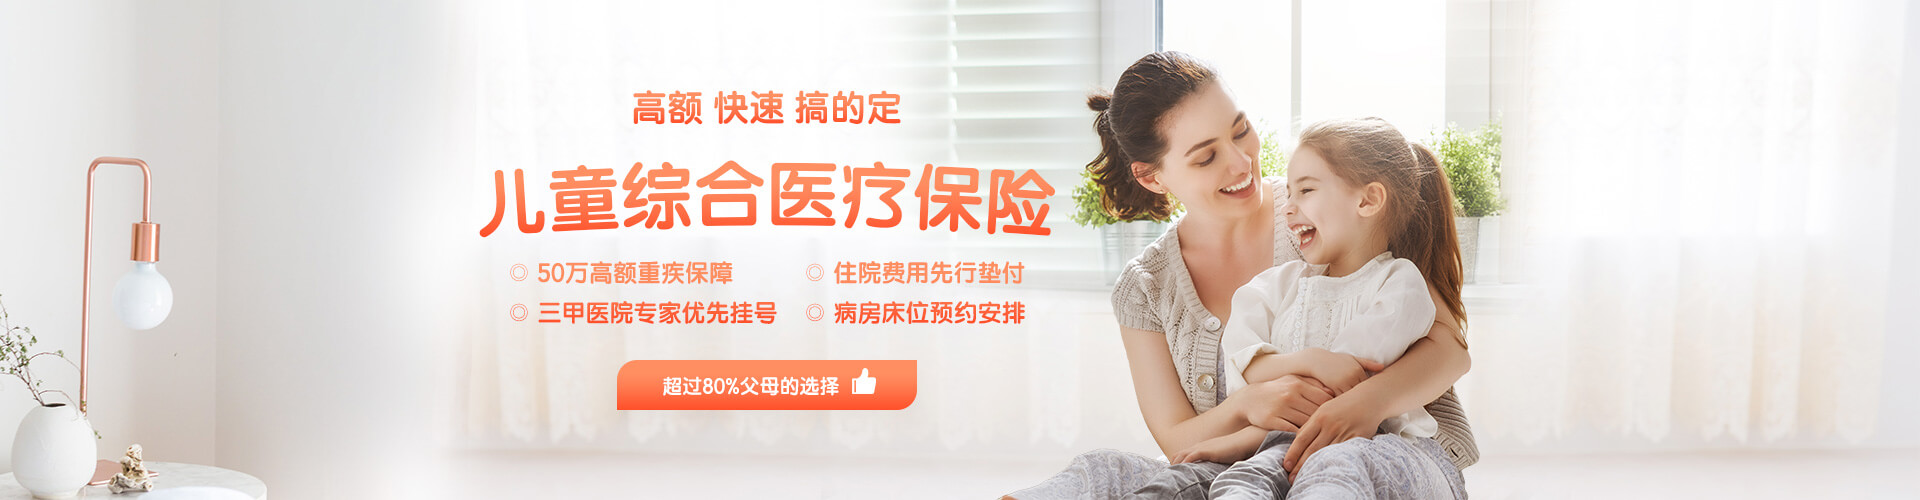 高额 快速 搞的定
儿童综合医疗保险
50万高额重疾保障
住院费用先行垫付
三甲医院专家优先挂号
病房床位预约安排
超过80%父母的选择